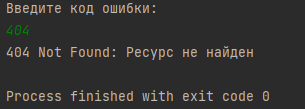 Введите код ошибки:
404
404 Not Found: Ресурс не найден
Process finished with exit code 0